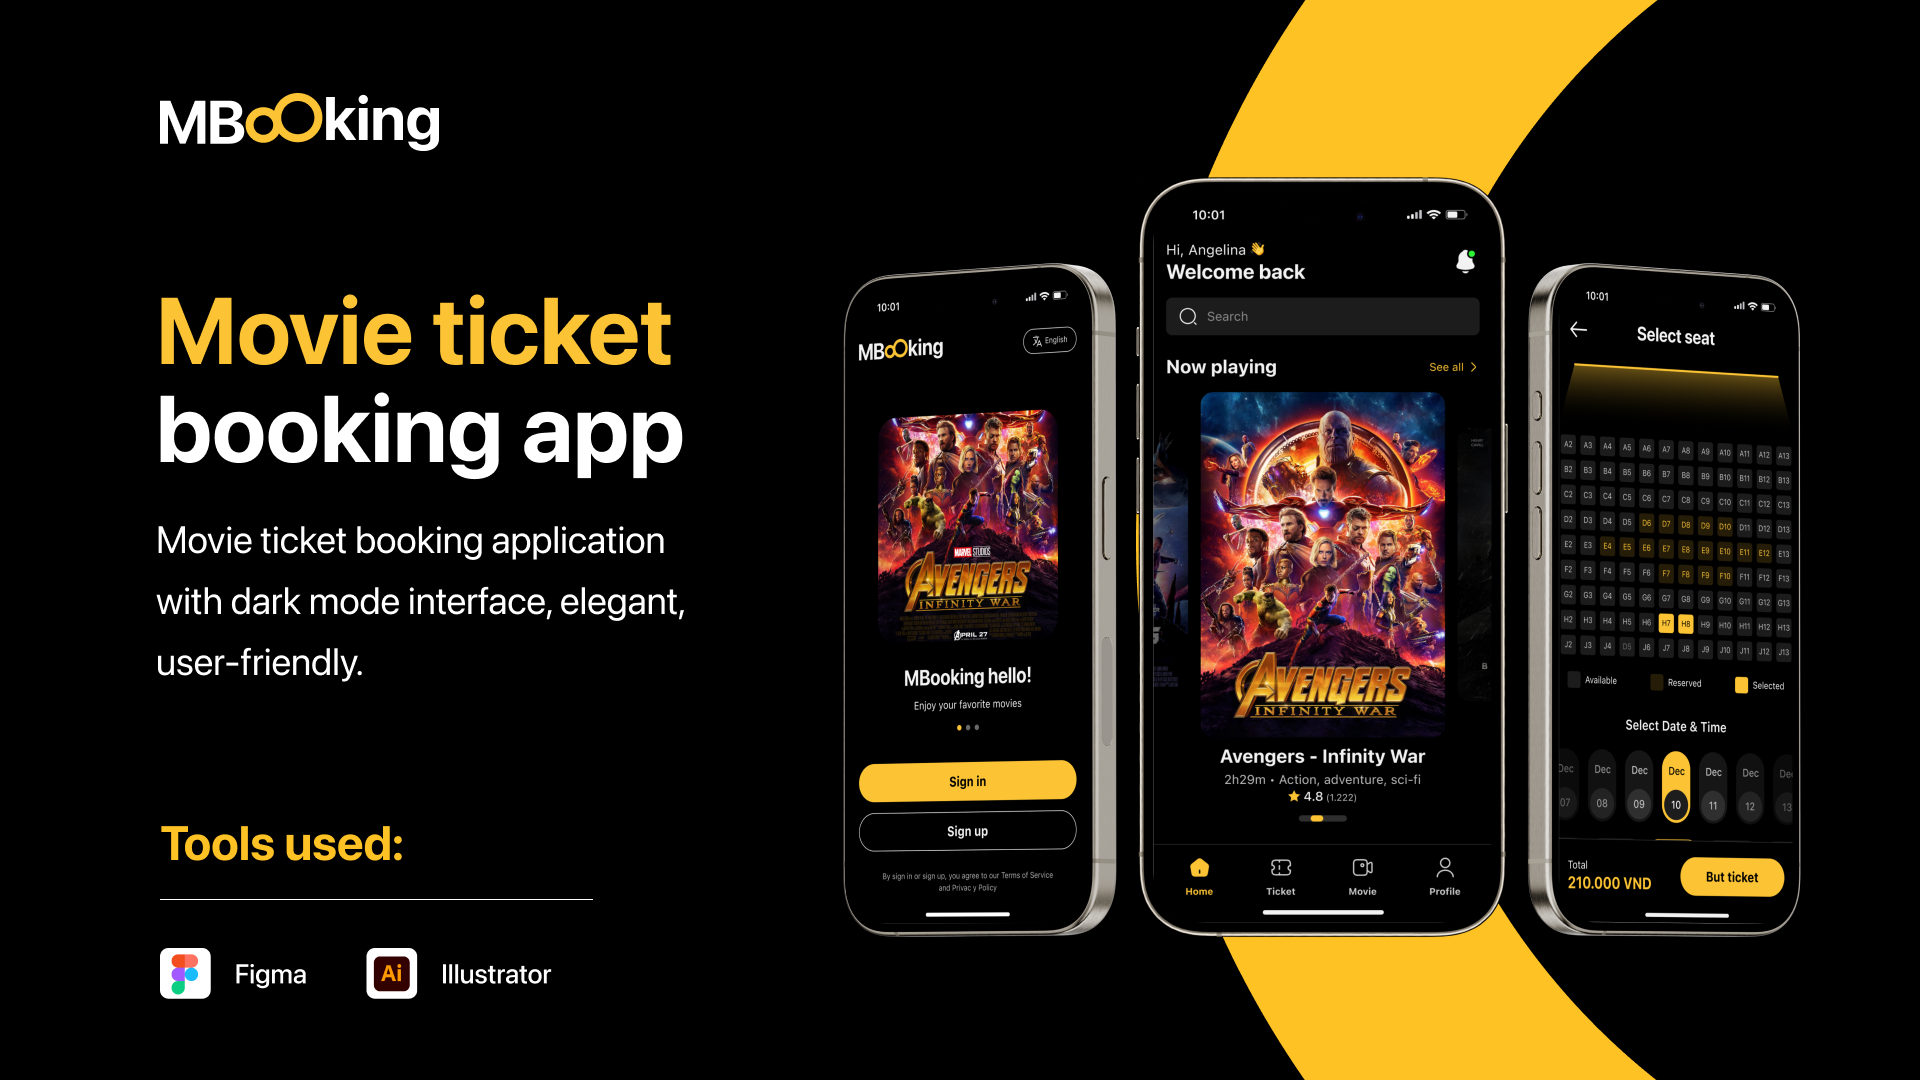 MBooking
Movie ticket
booking app
Movie ticket booking application
with dark mode interface, elegant,
user-friendly.
Tools used:
Figma
Ai
Illustrator
10:01
MBooking
English
MARVEL STUDIOS
AVENGERS
INFINITY WAR
APRIL 27
MBooking hello!
Enjoy your favorite movies
Sign in
Sign up
By sign in or sign up, you agree to our Terms of Service
and Privac y Policy
10:01
Hi, Angelina 👋
Welcome back
Search
Now playing
See all
AVENGERS
INFINITY WAR
Avengers - Infinity War
2h29m • Action, adventure, sci-fi
4.8 (1.222)
Home
Ticket
Movie
Profile
10:01
Select seat
A2 A3 A4 A5 A6 A7 A8 A9 A10 A11 A12 A13
B2 B3 B4 B5 B6 B7 B8 B9 B10 B11 B12 B13
C2 C3 C4 C5 C6 C7 C8 C9 C10 C11 C12 C13
D2 D3 D4 D5 D6 D7 D8 D9 D10 D11 D12 D13
E2 E3 E4 E5 E6 E7 E8 E9 E10 E11 E12 E13
F2 F3 F4 F5 F6 F7 F8 F9 F10 F11 F12 F13
G2 G3 G4 G5 G6 G7 G8 G9 G10 G11 G12 G13
H2 H3 H4 H5 H6 H7 H8 H9 H10 H11 H12 H13
J2 J3 J4 D5 J6 J7 J8 J9 J10 J11 J12 J13
Available
Reserved
Selected
Select Date & Time
Dec Dec Dec Dec Dec Dec Dec
07 08 09 10 11 12 13
Total
210.000 VND
But ticket